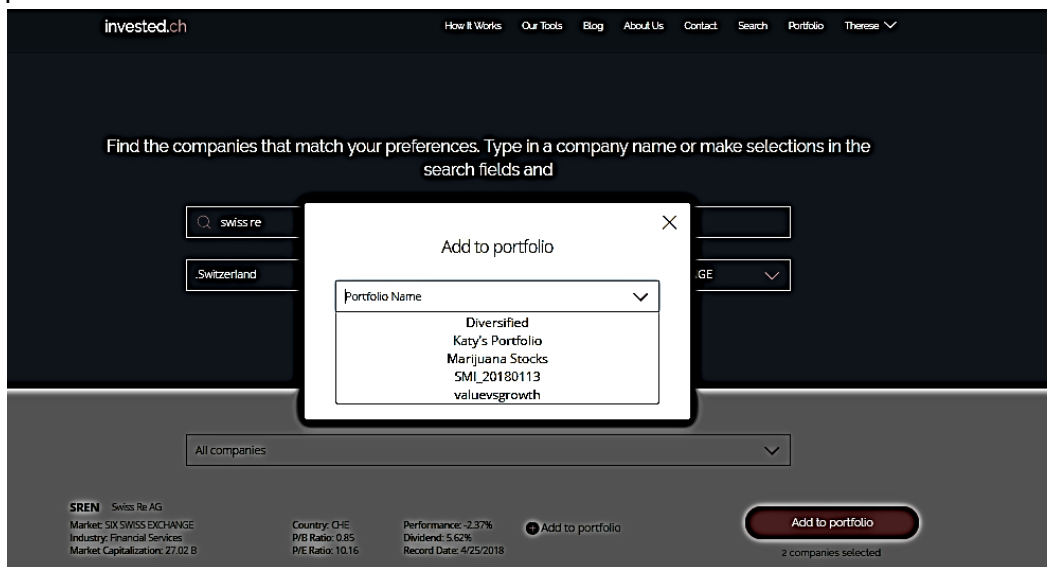 invested.ch
How It Works Our Tools Blog About Us Contact Search Portfolio Therese
Find the companies that match your preferences. Type in a company name or make selections in the
search fields and
swiss re
Add to portfolio
.Switzerland
GE
Portfolio Name
Diversified
Katy's Portfolio
Marijuana Stocks
SMI_20180113
valuevsgrowth
All companies
SREN Swiss Re AG
Market: SIX SWISS EXCHANGE
Industry: Financial Services
Market Capitalization: 27.02 B
Country: CHE
P/B Ratio: 0.85
P/E Ratio: 10.16
Performance: -2.37%
Dividend: 5.62%
Record Date: 4/25/2018
Add to portfolio
Add to portfolio
2 companies selected